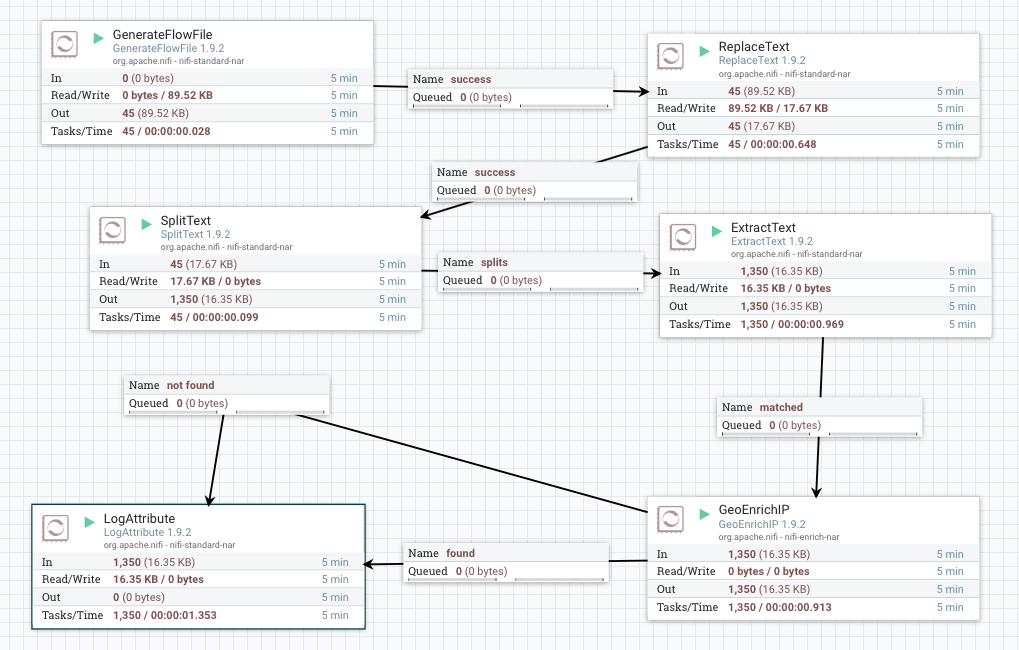 GenerateFlowFile
GenerateFlowFile 1.9.2
org.apache.nifi - nifi-standard-nar
In 0 (0 bytes) 5 min
Read/Write 0 bytes / 89.52 KB 5 min
Out 45 (89.52 KB) 5 min
Tasks/Time 45 / 00:00:00.028 5 min
Name success
Queued 0 (0 bytes)
ReplaceText
ReplaceText 1.9.2
org.apache.nifi - nifi-standard-nar
In 45 (89.52 KB) 5 min
Read/Write 89.52 KB / 17.67 KB 5 min
Out 45 (17.67 KB) 5 min
Tasks/Time 45 / 00:00:00.648 5 min
Name success
Queued 0 (0 bytes)
SplitText
SplitText 1.9.2
org.apache.nifi - nifi-standard-nar
In 45 (17.67 KB) 5 min
Read/Write 17.67 KB / 0 bytes 5 min
Out 1,350 (16.35 KB) 5 min
Tasks/Time 45 / 00:00:00.099 5 min
Name splits
Queued 0 (0 bytes)
ExtractText
ExtractText 1.9.2
org.apache.nifi - nifi-standard-nar
In 1,350 (16.35 KB) 5 min
Read/Write 16.35 KB / 0 bytes 5 min
Out 1,350 (16.35 KB) 5 min
Tasks/Time 1,350 / 00:00:00.969 5 min
Name not found
Queued 0 (0 bytes)
Name matched
Queued 0 (0 bytes)
LogAttribute
LogAttribute 1.9.2
org.apache.nifi - nifi-standard-nar
In 1,350 (16.35 KB) 5 min
Read/Write 16.35 KB / 0 bytes 5 min
Out 0 (0 bytes) 5 min
Tasks/Time 1,350 / 00:00:01.353 5 min
Name found
Queued 0 (0 bytes)
GeoEnrichIP
GeoEnrichIP 1.9.2
org.apache.nifi - nifi-enrich-nar
In 1,350 (16.35 KB) 5 min
Read/Write 0 bytes / 0 bytes 5 min
Out 1,350 (16.35 KB) 5 min
Tasks/Time 1,350 / 00:00:00.913 5 min